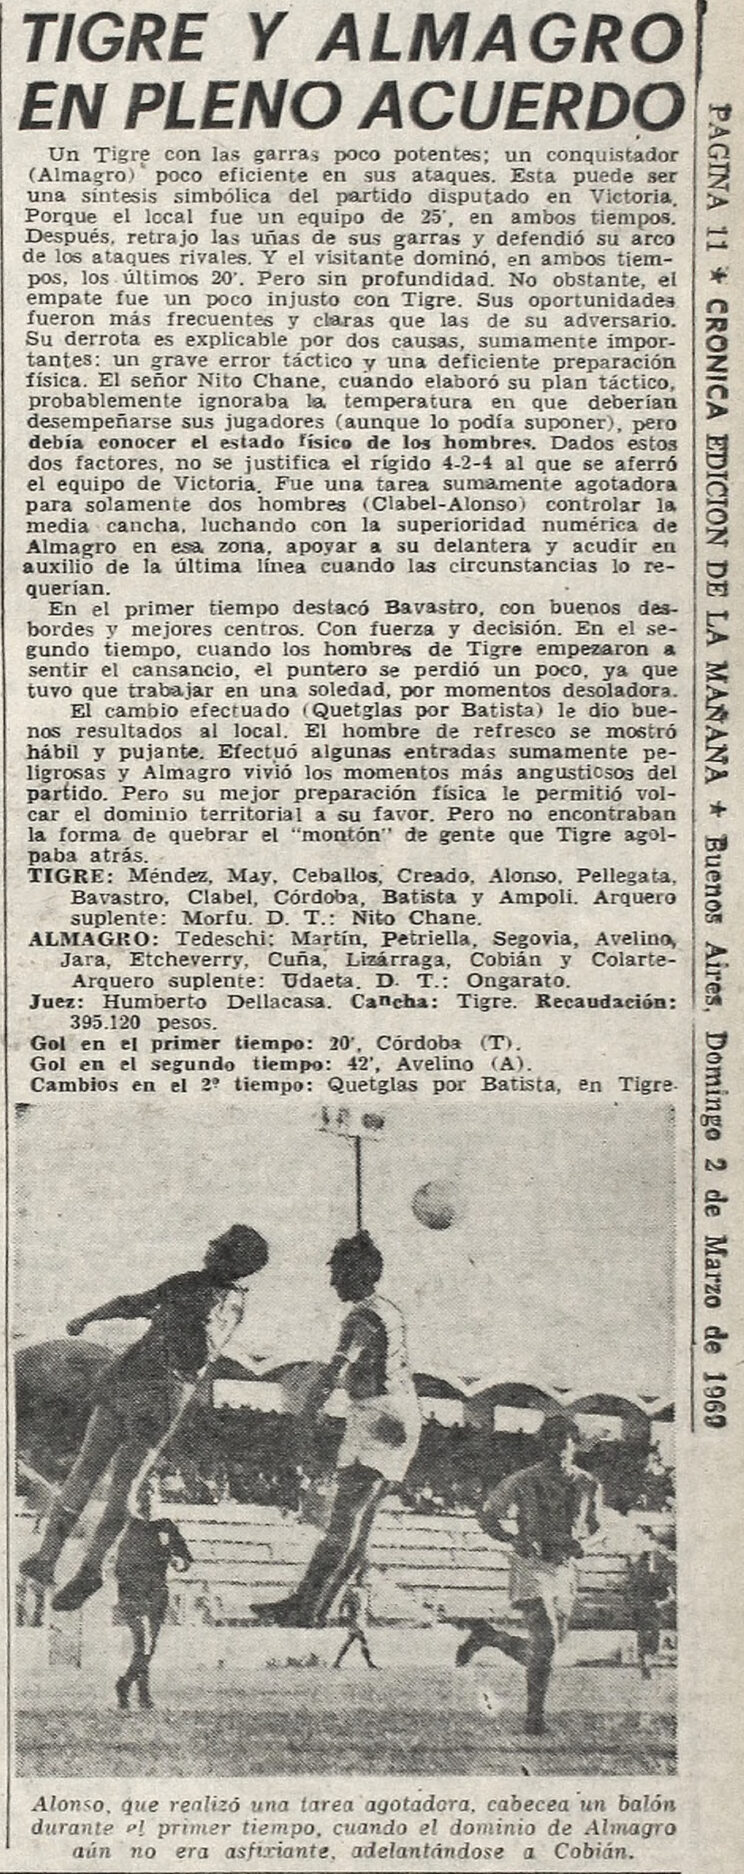 TIGRE Y ALMAGRO
EN PLENO ACUERDO
Un Tigre con las garras poco potentes; un conquistador
(Almagro) poco eficiente en sus ataques. Esta puede ser
una síntesis simbólica del partido disputado en Victoria.
Porque el local fue un equipo de 25', en ambos tiempos.
Después, retrajo las uñas de sus garras y defendió su arco
de los ataques rivales. Y el visitante dominó, en ambos tiem-
pos, los últimos 20'. Pero sin profundidad. No obstante, el
empate fue un poco injusto con Tigre. Sus oportunidades
fueron más frecuentes y claras que las de su adversario.
Su derrota es explicable por dos causas, sumamente impor-
tantes: un grave error táctico y una deficiente preparación
física. El señor Nito Chane, cuando elaboró su plan táctico,
probablemente ignoraba la temperatura en que deberían
desempeñarse sus jugadores (aunque lo podía suponer), pero
debía conocer el estado físico de los hombres. Dados estos
dos factores, no se justifica el rígido 4-2-4 al que se aferró
el equipo de Victoria. Fue una tarea sumamente agotadora
para solamente dos hombres (Clabel-Alonso) controlar la
media cancha, luchando con la superioridad numérica de
Almagro en esa zona, apoyar a su delantera y acudir en
auxilio de la última línea cuando las circunstancias lo re-
querían.
En el primer tiempo destacó Bavastro, con buenos des-
bordes y mejores centros. Con fuerza y decisión. En el se-
gundo tiempo, cuando los hombres de Tigre empezaron a
sentir el cansancio, el puntero se perdió un poco, ya que
tuvo que trabajar en una soledad, por momentos desoladora.
El cambio efectuado (Quetglas por Batista) le dio bue-
nos resultados al local. El hombre de refresco se mostró
hábil y pujante. Efectuó algunas entradas sumamente pe-
ligrosas y Almagro vivió los momentos más angustiosos del
partido. Pero su mejor preparación física le permitió vol-
car el dominio territorial a su favor. Pero no encontraban
la forma de quebrar el "montón" de gente que Tigre agol-
paba atrás.
TIGRE: Méndez, May, Ceballos, Creado, Alonso, Pellegata,
Bavastro, Clabel, Córdoba, Batista y Ampoli. Arquero
suplente: Morfu. D. T.: Nito Chane.
ALMAGRO: Tedeschi; Martín, Petriella, Segovia, Avelino,
Jara, Etcheverry, Cuña, Lizárraga, Cobián y Colarte-
Arquero suplente: Udaeta. D. T.: Ongarato.
Juez: Humberto Dellacasa. Cancha: Tigre. Recaudación:
395.120 pesos.
Gol en el primer tiempo: 20', Córdoba (T).
Gol en el segundo tiempo: 42', Avelino (A).
Cambios en el 2º tiempo: Quetglas por Batista, en Tigre.
Alonso, que realizó una tarea agotadora, cabecea un balón
durante el primer tiempo, cuando el dominio de Almagro
aún no era asfixiante, adelantándose a Cobián.
PAGINA 11 ★ CRONICA EDICION DE LA MAÑANA ★ Buenos Aires, Domingo 2 de Marzo de 1969